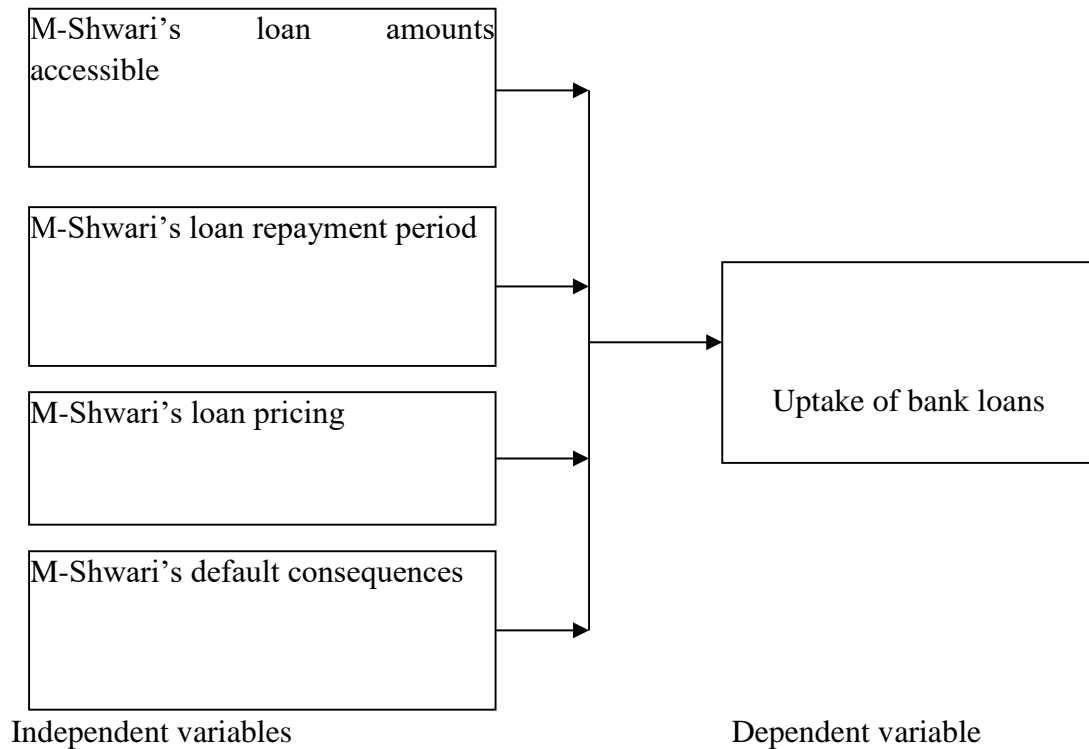 M-Shwari’s loan amounts
accessible
M-Shwari’s loan repayment period
M-Shwari’s loan pricing
M-Shwari’s default consequences
Uptake of bank loans
Independent variables
Dependent variable